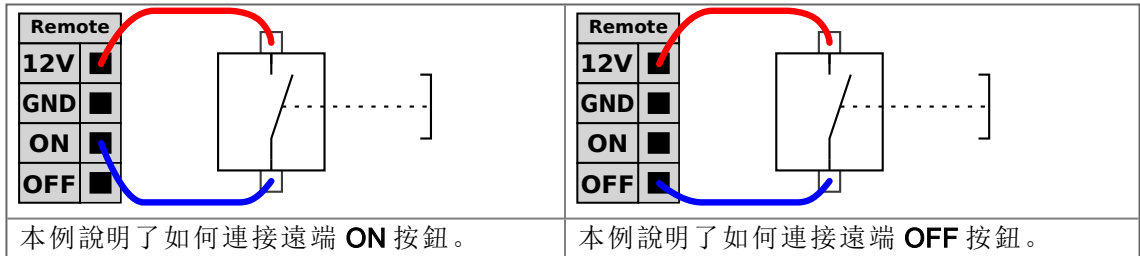 Remote
12V
GND
ON
OFF
本例說明了如何連接遠端 ON 按鈕。
Remote
12V
GND
ON
OFF
本例說明了如何連接遠端 OFF 按鈕。